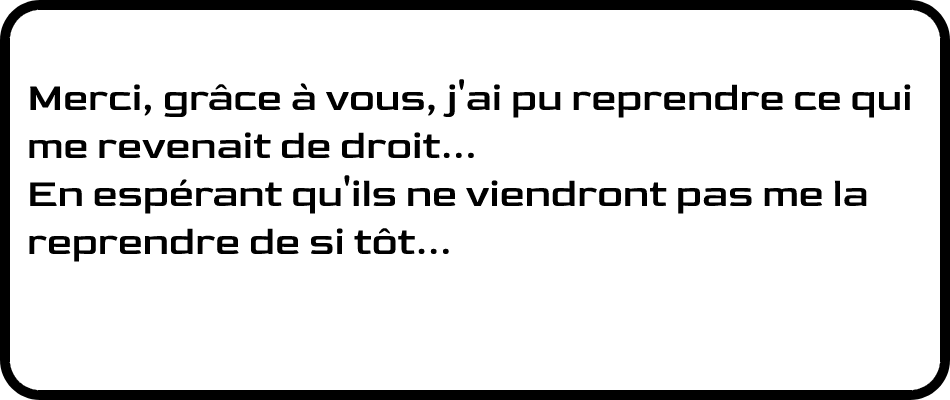 Merci, grâce à vous, j'ai pu reprendre ce qui
me revenait de droit...
En espérant qu'ils ne viendront pas me la
reprendre de si tôt...